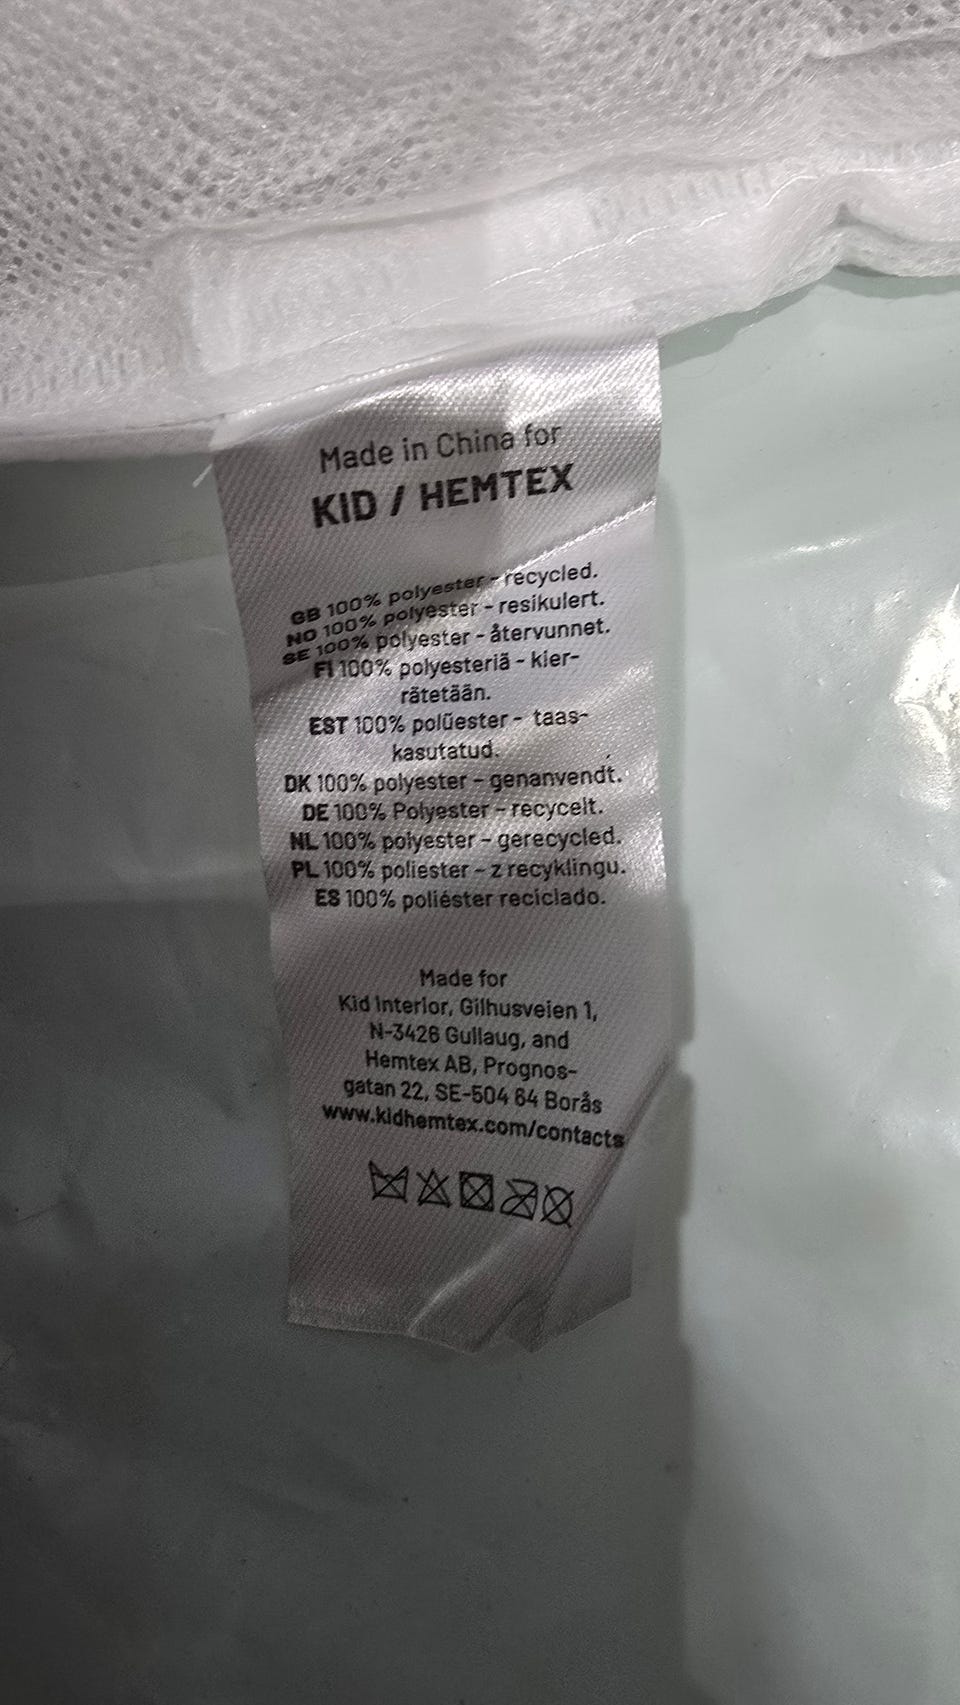 Made in China for
KID / HEMTEX
GB 100% polyester - recycled.
NO 100% polyester - resikulert.
SE 100% polyester - återvunnet.
FI 100% polyesteriä - kier-
rätetään.
EST 100% polüester - taas-
kasutatud.
DK 100% polyester - genanvendt.
DE 100% Polyester - recycelt.
NL 100% polyester - gerecycled.
PL 100% poliester - z recyklingu.
ES 100% poliéster reciclado.
Made for
Kid Interior, Gilhusveien 1,
N-3426 Gullaug, and
Hemtex AB, Prognos-
gatan 22, SE-504 64 Borås
www.kidhemtex.com/contacts